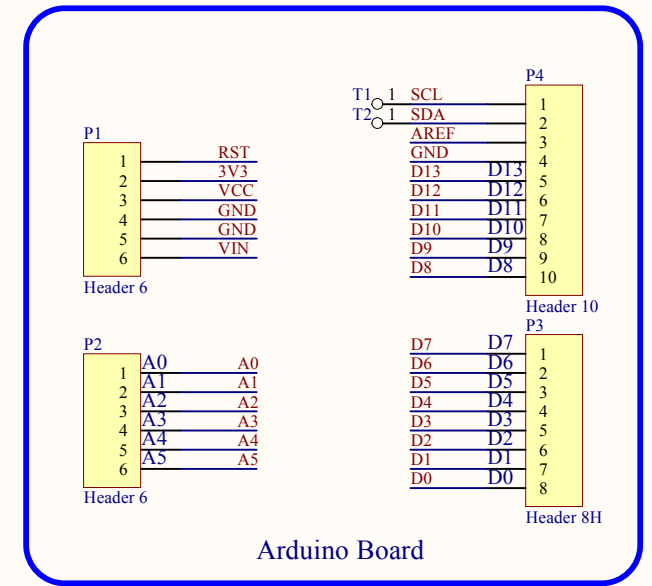 P1
1 RST
2 3V3
3 VCC
4 GND
5 GND
6 VIN
Header 6
P2
1 A0 A0
2 A1 A1
3 A2 A2
4 A3 A3
5 A4 A4
6 A5 A5
Header 6
P4
T1 1 SCL 1
T2 1 SDA 2
AREF 3
GND 4
D13 D13 5
D12 D12 6
D11 D11 7
D10 D10 8
D9 D9 9
D8 D8 10
Header 10
P3
D7 D7 1
D6 D6 2
D5 D5 3
D4 D4 4
D3 D3 5
D2 D2 6
D1 D1 7
D0 D0 8
Header 8H
Arduino Board